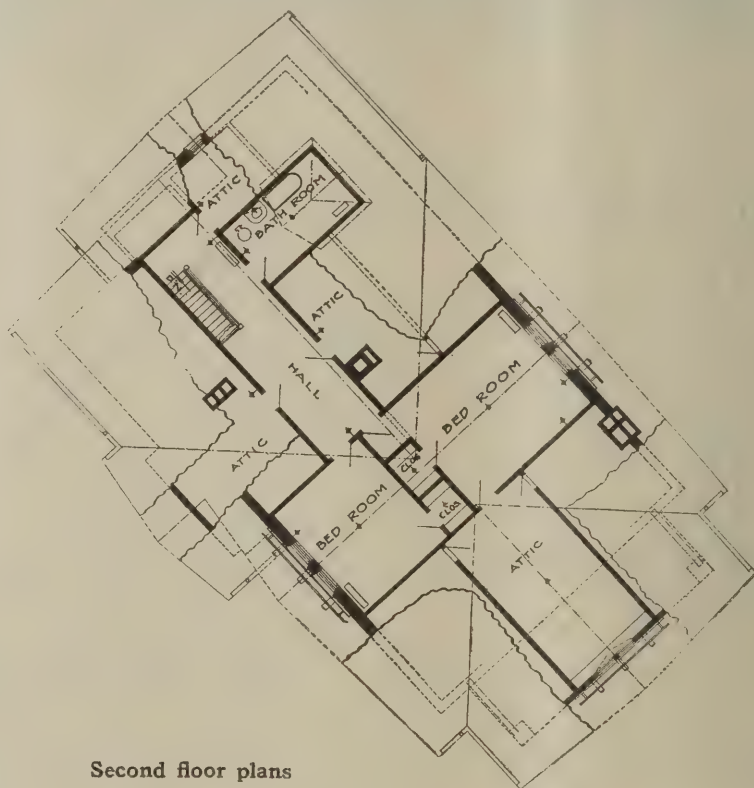 ATTIC
BATH ROOM
ATTIC
HALL
BED ROOM
ATTIC
CLOS
CLOS
BED ROOM
ATTIC
Second floor plans